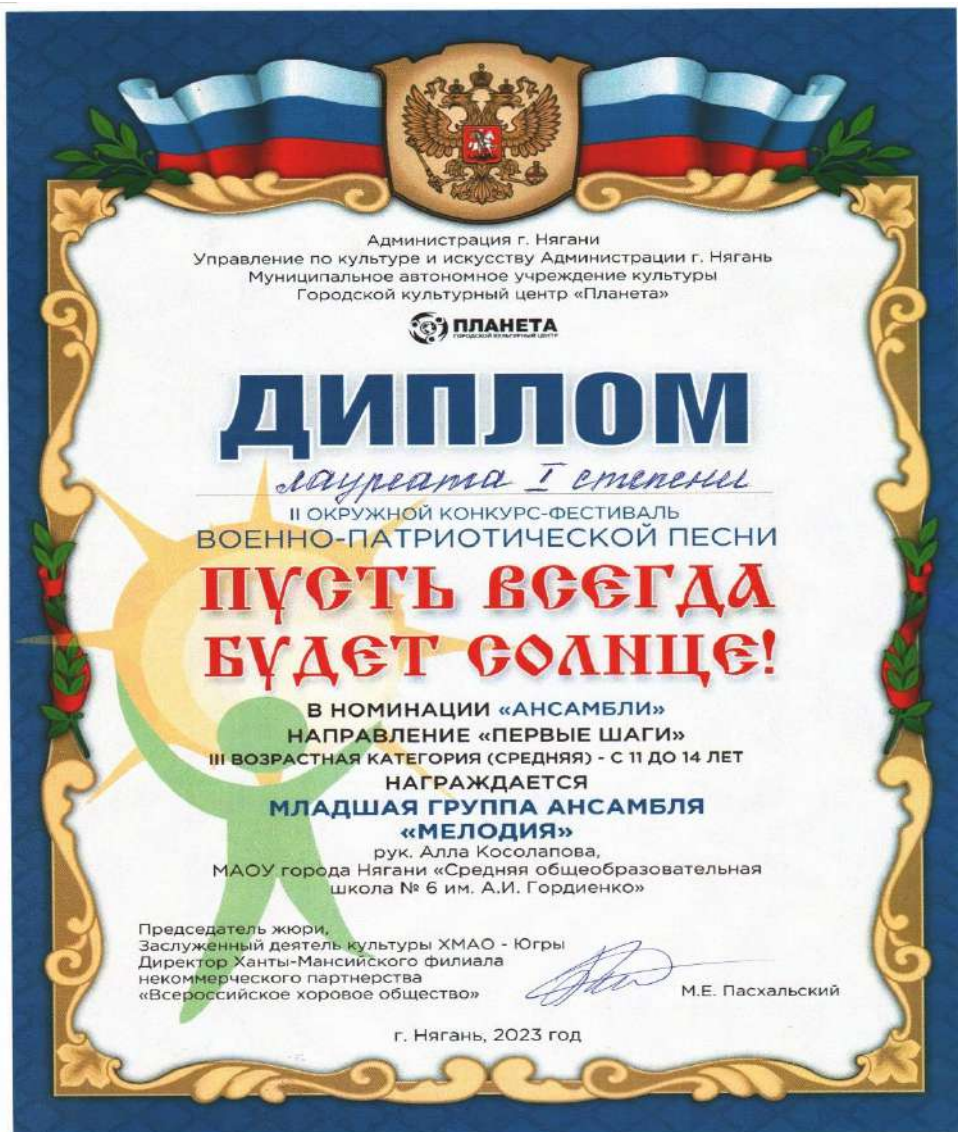 Администрация г. Нягани
Управление по культуре и искусству Администрации г. Нягань
Муниципальное автономное учреждение культуры
Городской культурный центр «Планета»
ПЛАНЕТА
ГОРОДСКОЙ КУЛЬТУРНЫЙ ЦЕНТР
ДИПЛОМ
лауреата I степени
II ОКРУЖНОЙ КОНКУРС-ФЕСТИВАЛЬ
ВОЕННО-ПАТРИОТИЧЕСКОЙ ПЕСНИ
ПУСТЬ ВСЕГДА
БУДЕТ СОЛНЦЕ!
В НОМИНАЦИИ «АНСАМБЛИ»
НАПРАВЛЕНИЕ «ПЕРВЫЕ ШАГИ»
III ВОЗРАСТНАЯ КАТЕГОРИЯ (СРЕДНЯЯ) - С 11 ДО 14 ЛЕТ
НАГРАЖДАЕТСЯ
МЛАДШАЯ ГРУППА АНСАМБЛЯ
«МЕЛОДИЯ»
рук. Алла Косолапова,
МАОУ города Нягани «Средняя общеобразовательная
школа № 6 им. А.И. Гордиенко»
Председатель жюри,
Заслуженный деятель культуры ХМАО - Югры
Директор Ханты-Мансийского филиала
некоммерческого партнерства
«Всероссийское хоровое общество»
М.Е. Пасхальский
г. Нягань, 2023 год